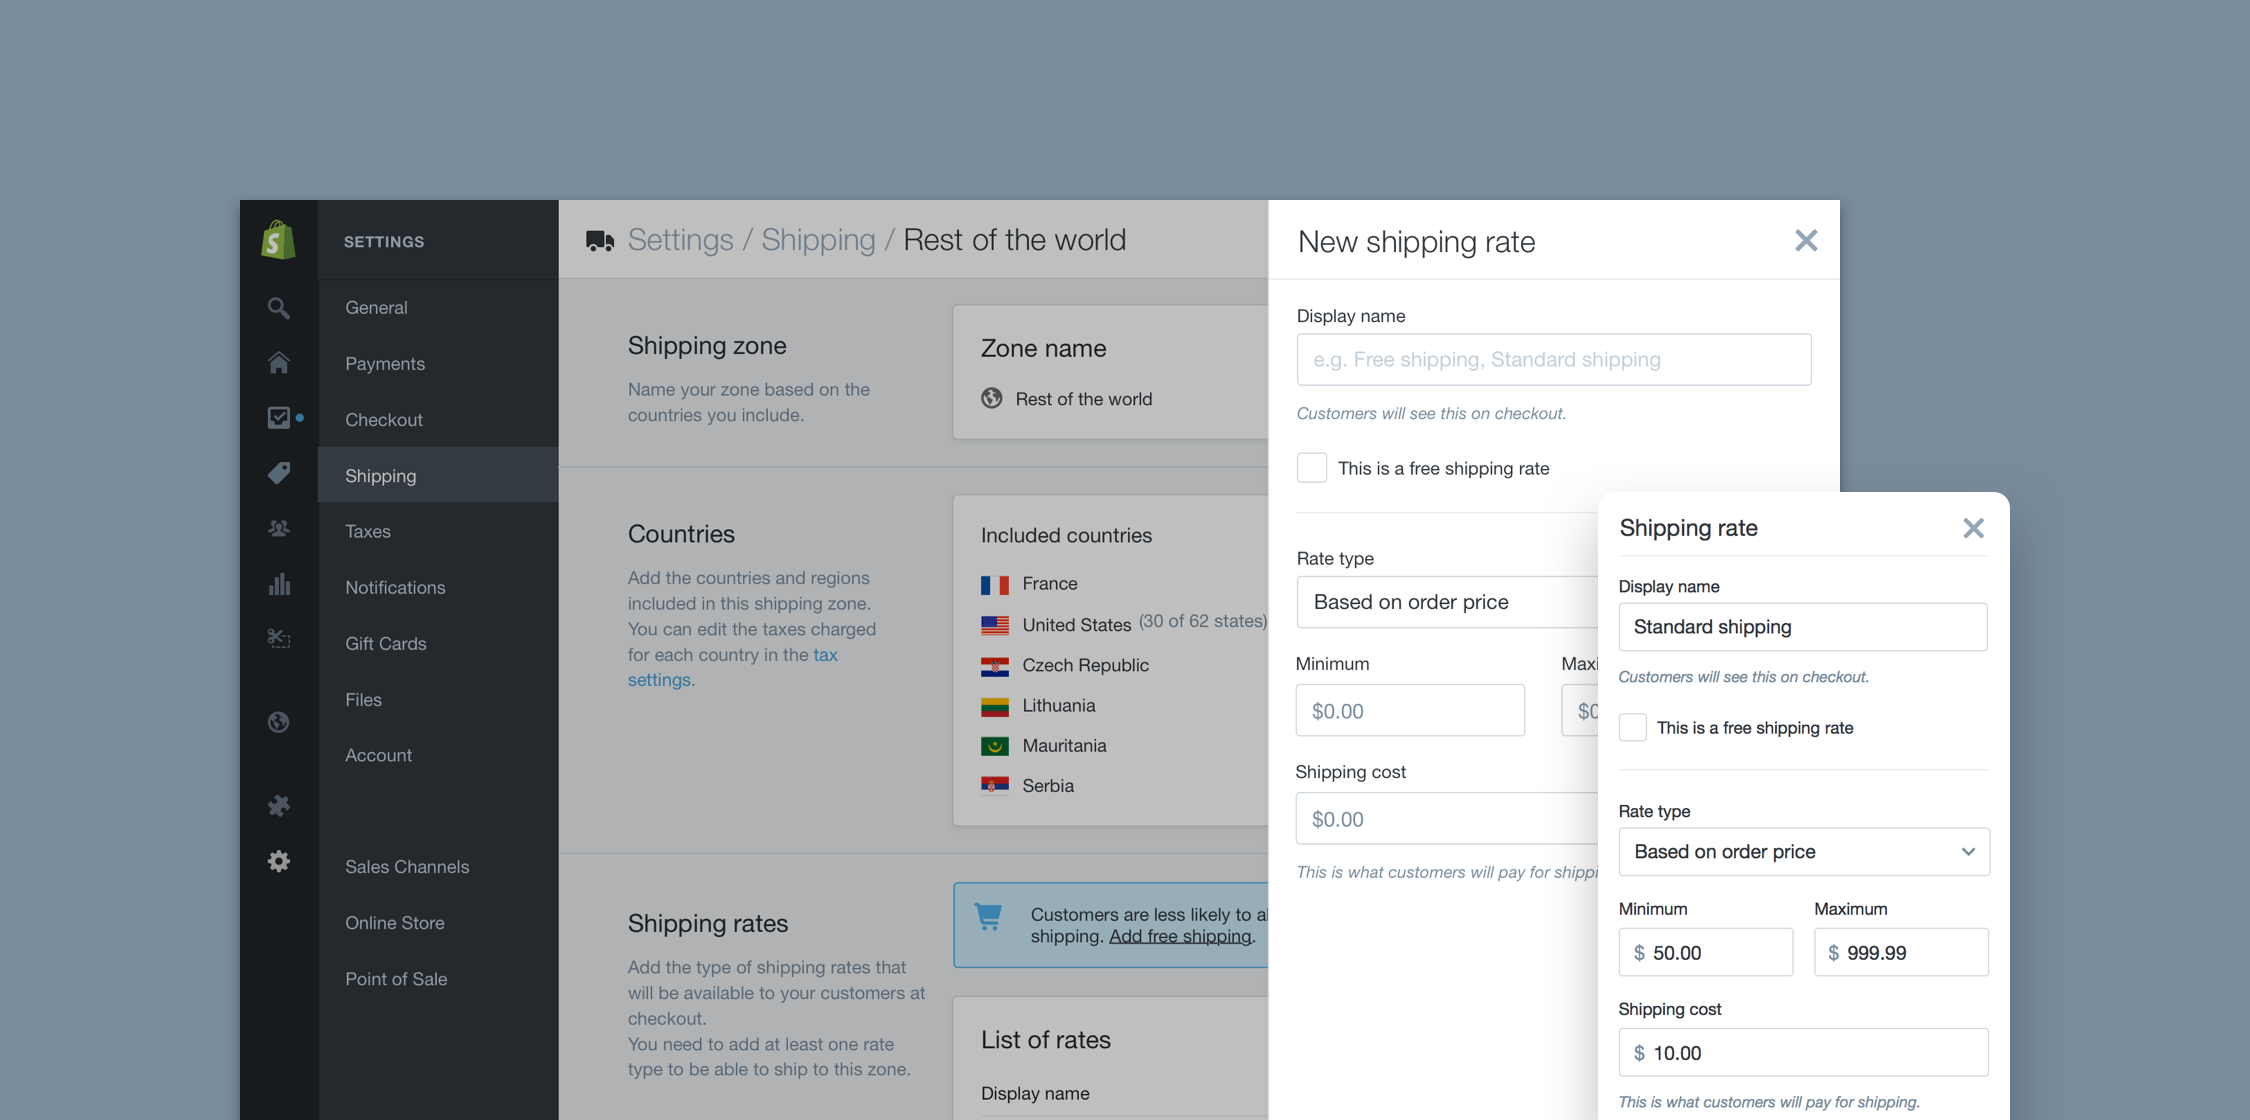 S
SETTINGS
General
Payments
Checkout
Shipping
Taxes
Notifications
Gift Cards
Files
Account
Sales Channels
Online Store
Point of Sale
Settings / Shipping / Rest of the world
Shipping zone
Name your zone based on the
countries you include.
Zone name
Rest of the world
Countries
Add the countries and regions
included in this shipping zone.
You can edit the taxes charged
for each country in the tax
settings.
Included countries
France
United States (30 of 62 states)
Czech Republic
Lithuania
Mauritania
Serbia
Shipping rates
Add the type of shipping rates that
will be available to your customers at
checkout.
You need to add at least one rate
type to be able to ship to this zone.
Customers are less likely to a
shipping. Add free shipping.
List of rates
Display name
New shipping rate
Display name
e.g. Free shipping, Standard shipping
Customers will see this on checkout.
This is a free shipping rate
Rate type
Based on order price
Minimum
Maxi
$0.00
$0
Shipping cost
$0.00
This is what customers will pay for shippi
Shipping rate
Display name
Standard shipping
Customers will see this on checkout.
This is a free shipping rate
Rate type
Based on order price
Minimum
Maximum
$ 50.00
$ 999.99
Shipping cost
$ 10.00
This is what customers will pay for shipping.